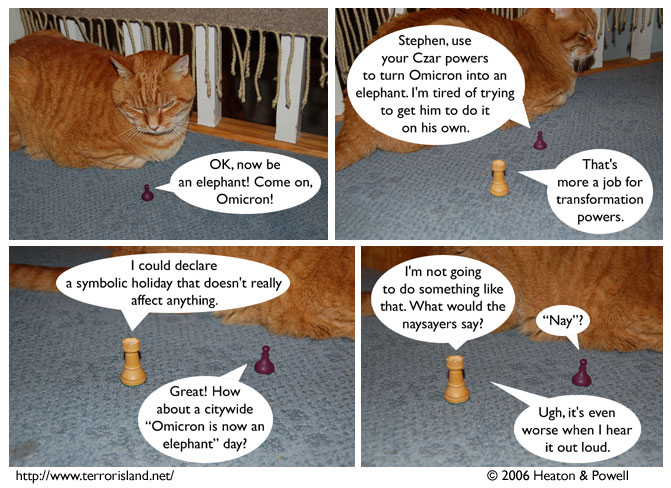 OK, now be
an elephant! Come on,
Omicron!
Stephen, use
your Czar powers
to turn Omicron into an
elephant. I'm tired of trying
to get him to do it
on his own.
That's
more a job for
transformation
powers.
I could declare
a symbolic holiday that doesn't really
affect anything.
Great! How
about a citywide
“Omicron is now an
elephant” day?
I'm not going
to do something like
that. What would the
naysayers say?
“Nay”?
Ugh, it's even
worse when I hear
it out loud.
http://www.terrorisland.net/
© 2006 Heaton & Powell